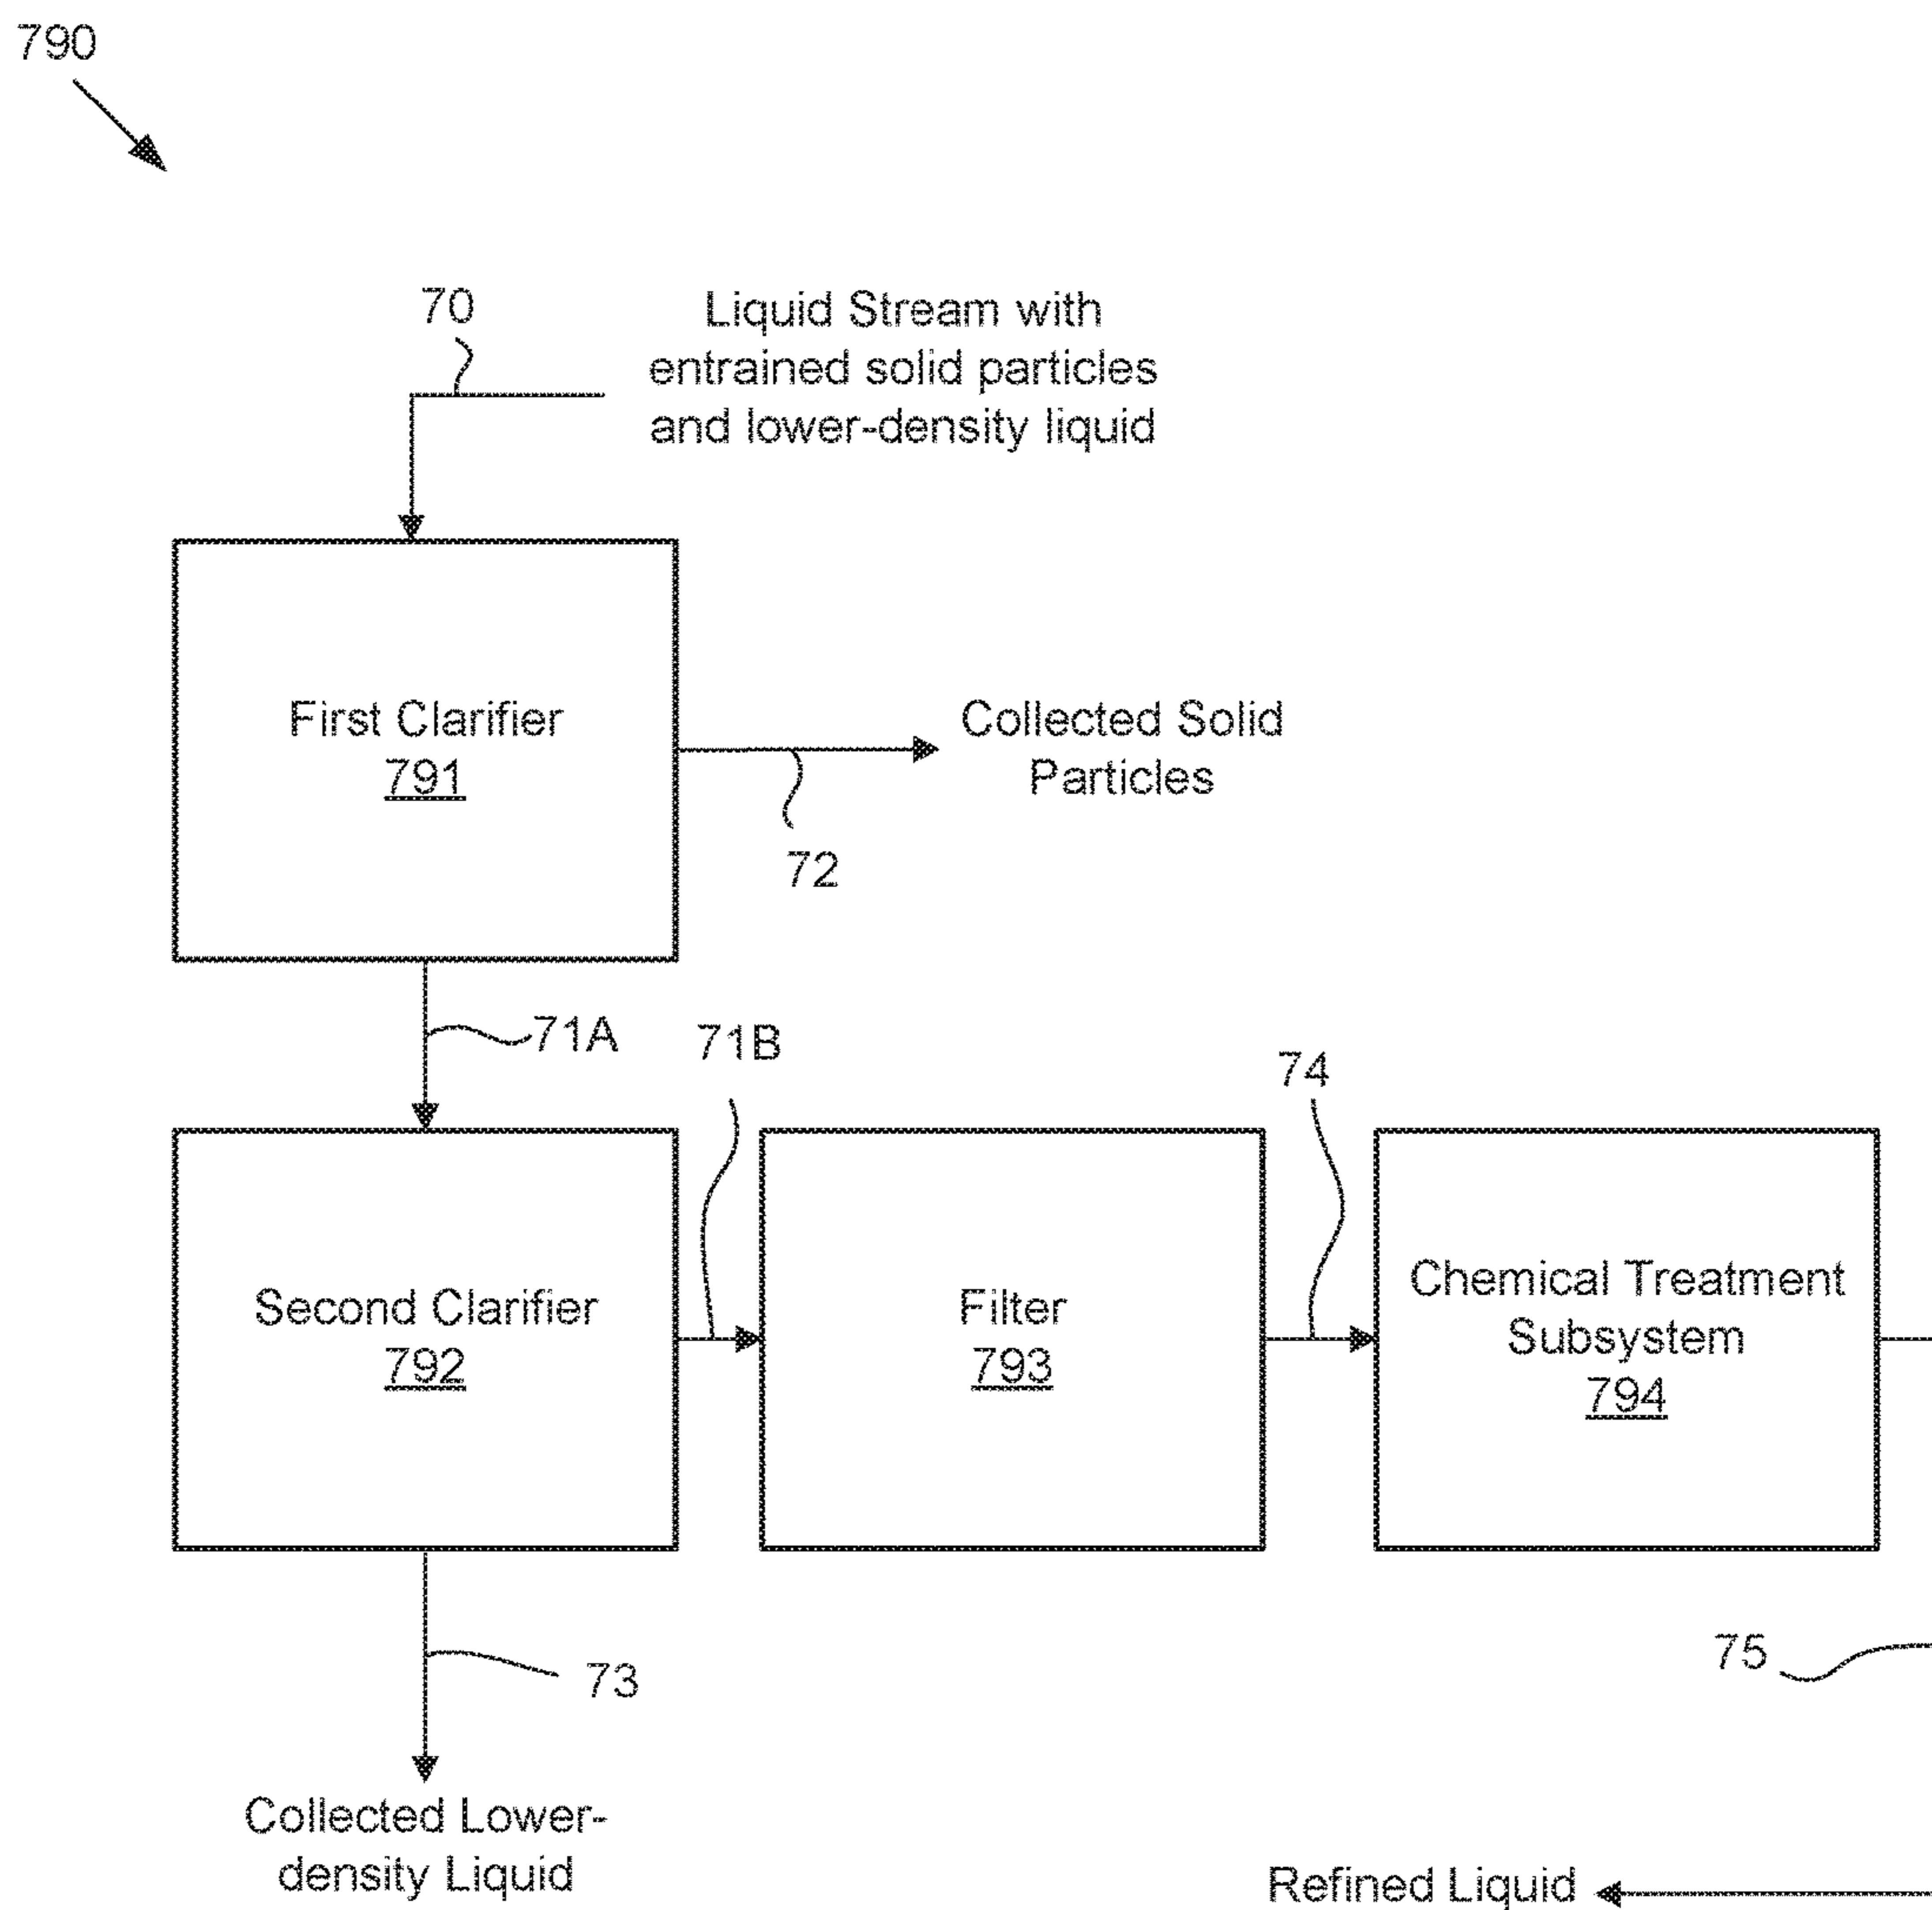 790
70
Liquid Stream with
entrained solid particles
and lower-density liquid
First Clarifier
791
Collected Solid
Particles
72
71A
71B
74
Second Clarifier
792
Filter
793
Chemical Treatment
Subsystem
794
73
75
Collected Lower-
density Liquid
Refined Liquid